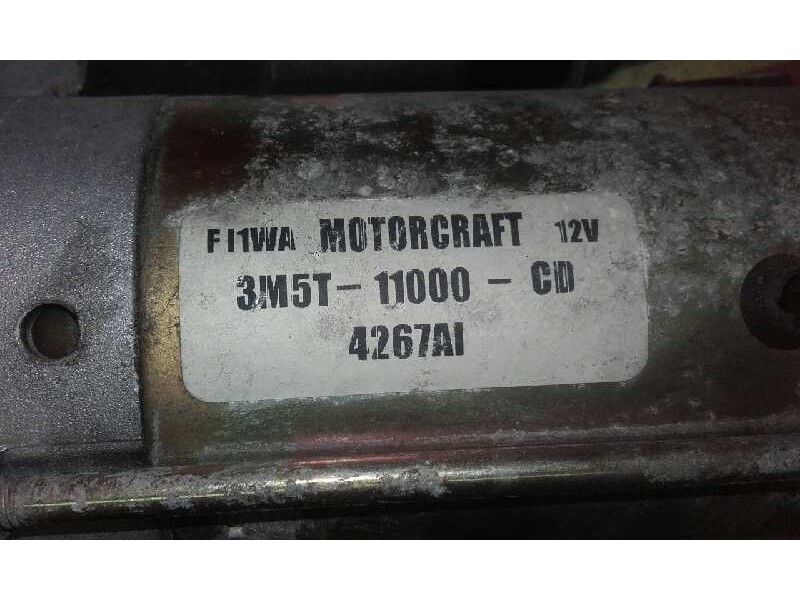 F11WA MOTORCRAFT 12V
3M5T-11000-CD
4267AI